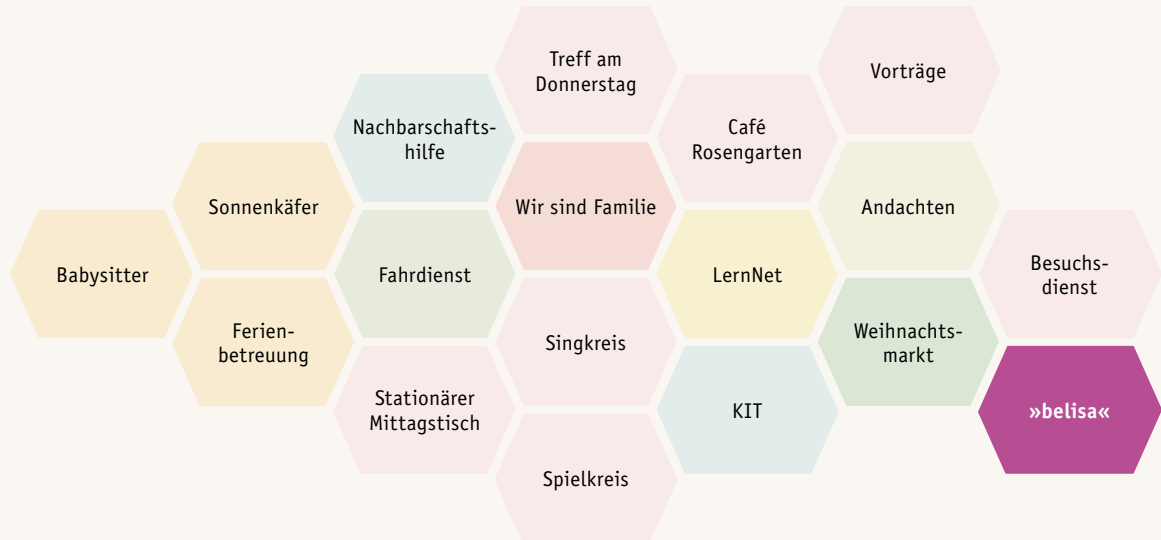 Treff am
Donnerstag
Vorträge
Nachbarschafts-
hilfe
Café
Rosengarten
Sonnenkäfer
Wir sind Familie
Andachten
Babysitter
Fahrdienst
LernNet
Besuchs-
dienst
Ferien-
betreuung
Singkreis
Weihnachts-
markt
Stationärer
Mittagstisch
KIT
»belisa«
Spielkreis